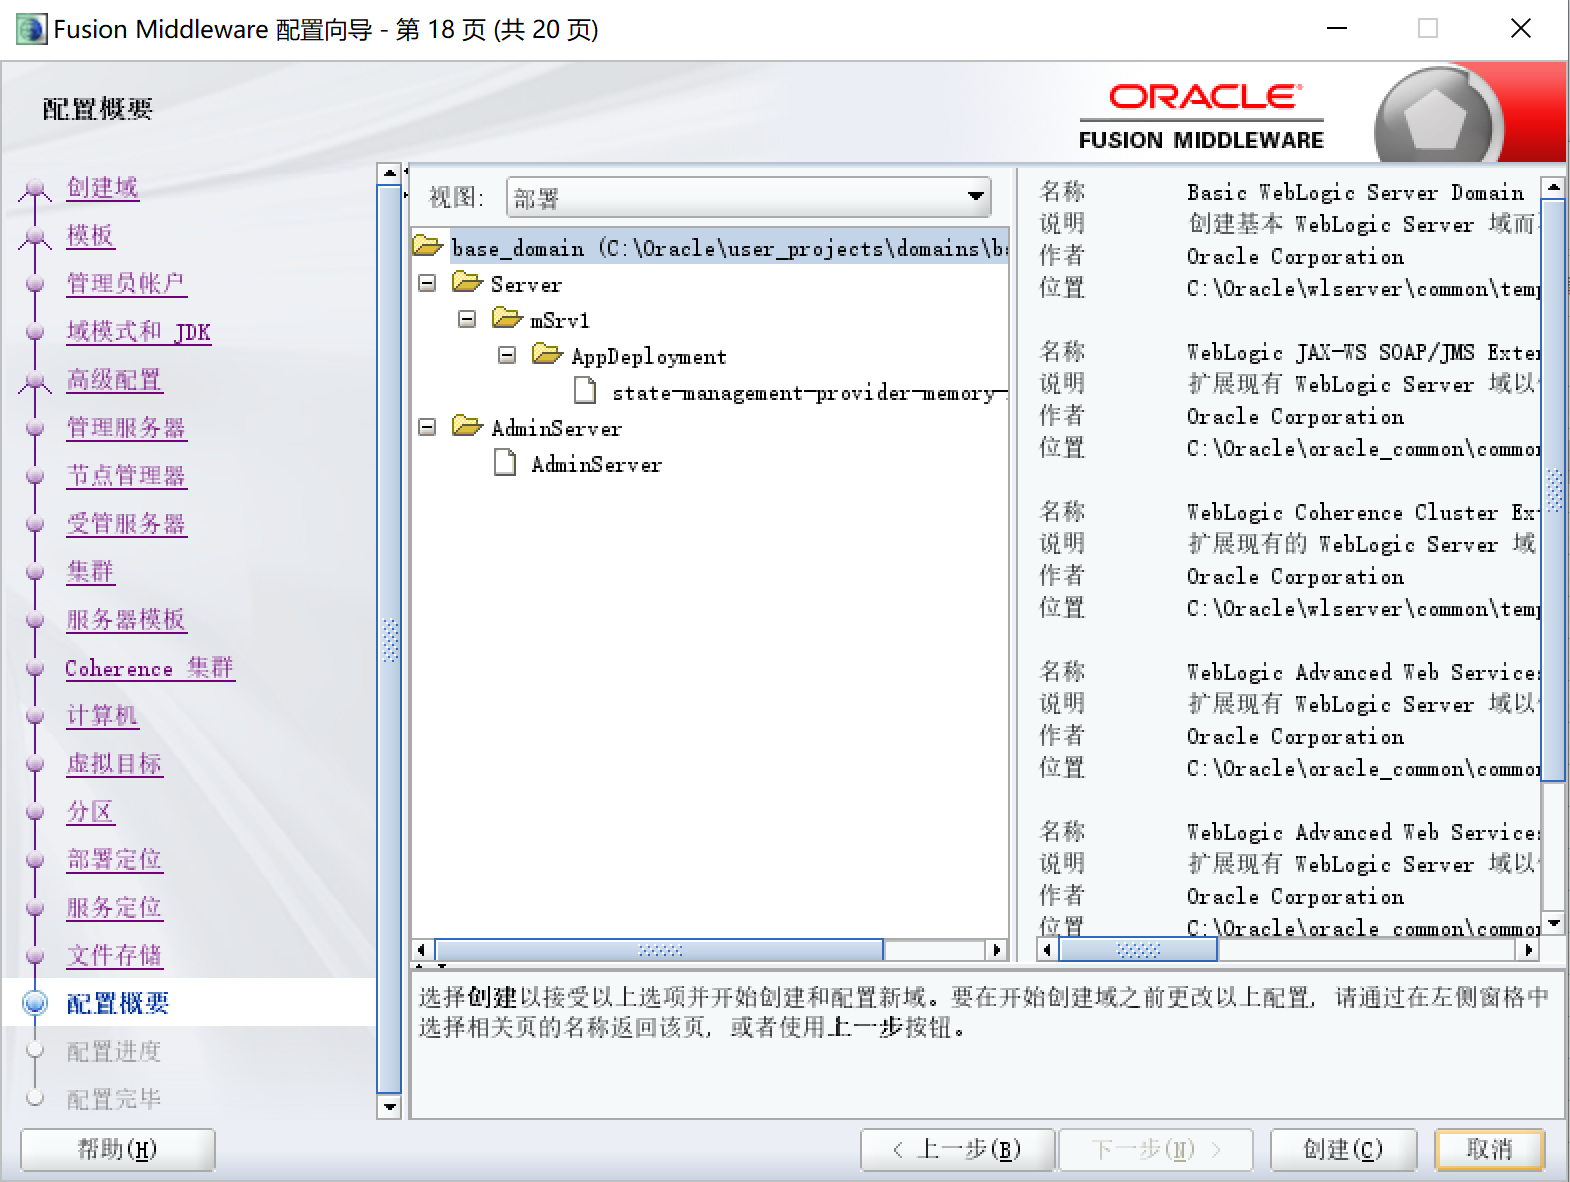 Fusion Middleware 配置向导 - 第 18 页 (共 20 页)
配置概要
ORACLE
FUSION MIDDLEWARE
创建域
模板
管理员帐户
域模式和 JDK
高级配置
管理服务器
节点管理器
受管服务器
集群
服务器模板
Coherence 集群
计算机
虚拟目标
分区
部署定位
服务定位
文件存储
配置概要
配置进度
配置完毕
视图: 部署
base_domain (C:\Oracle\user_projects\domains\b
Server
mSrv1
AppDeployment
state-management-provider-memory-
AdminServer
AdminServer
名称 Basic WebLogic Server Domain
说明 创建基本 WebLogic Server 域而
作者 Oracle Corporation
位置 C:\Oracle\wlserver\common\temp
名称 WebLogic JAX-WS SOAP/JMS Exte
说明 扩展现有 WebLogic Server 域以
作者 Oracle Corporation
位置 C:\Oracle\oracle_common\common
名称 WebLogic Coherence Cluster Ex
说明 扩展现有的 WebLogic Server 域
作者 Oracle Corporation
位置 C:\Oracle\wlserver\common\temp
名称 WebLogic Advanced Web Services
说明 扩展现有 WebLogic Server 域以
作者 Oracle Corporation
位置 C:\Oracle\oracle_common\common
名称 WebLogic Advanced Web Services
说明 扩展现有 WebLogic Server 域以
作者 Oracle Corporation
位置 C:\Oracle\oracle_common\common
选择创建以接受以上选项并开始创建和配置新域。要在开始创建域之前更改以上配置, 请通过在左侧窗格中
选择相关页的名称返回该页, 或者使用上一步按钮。
帮助(H) < 上一步(B) 下一步(N) > 创建(C) 取消